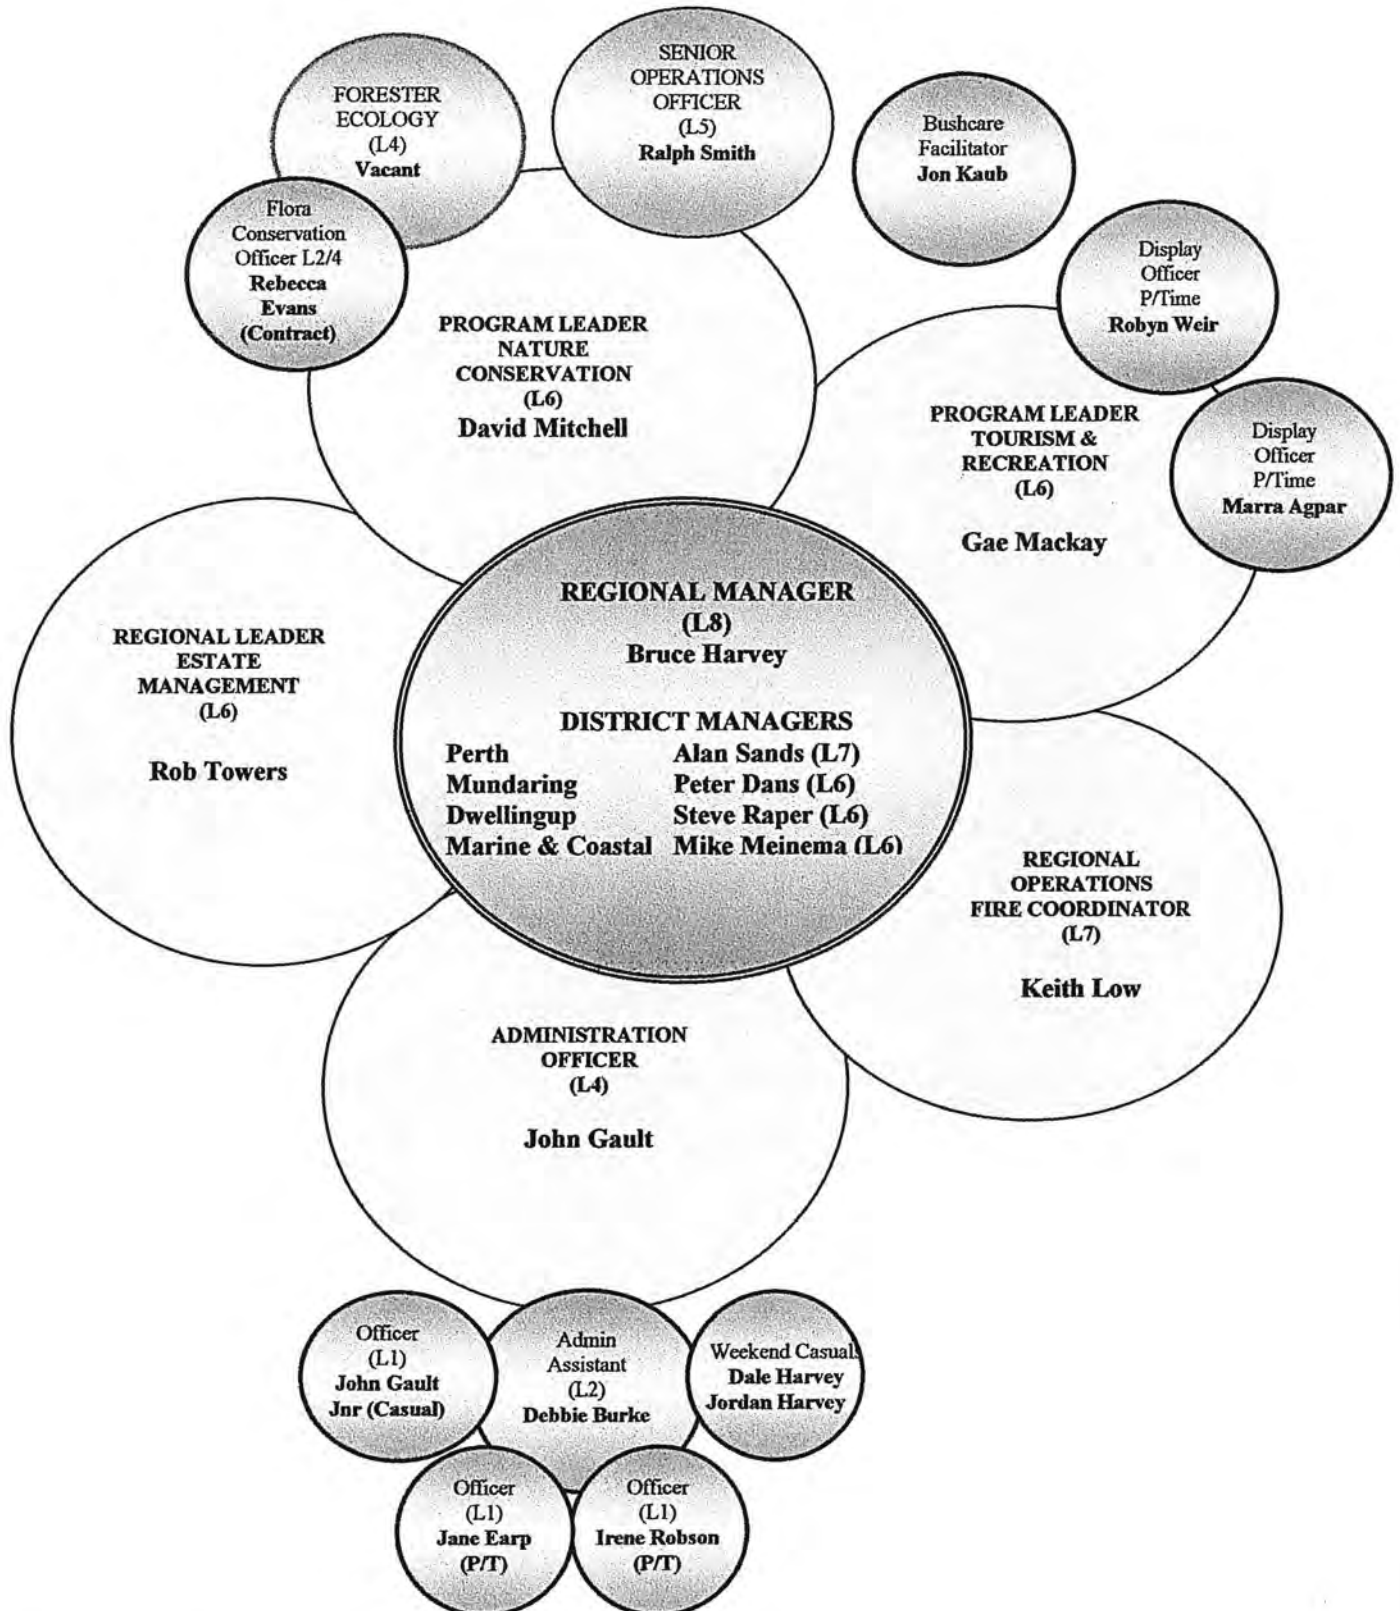 SENIOR
OPERATIONS
OFFICER
(L5)
Ralph Smith
FORESTER
ECOLOGY
(L4)
Vacant
Bushcare
Facilitator
Jon Kaub
Flora
Conservation
Officer L2/4
Rebecca
Evans
(Contract)
Display
Officer
P/Time
Robyn Weir
PROGRAM LEADER
NATURE
CONSERVATION
(L6)
David Mitchell
PROGRAM LEADER
TOURISM &
RECREATION
(L6)
Gae Mackay
Display
Officer
P/Time
Marra Agpar
REGIONAL MANAGER
(L8)
Bruce Harvey
DISTRICT MANAGERS
Perth Alan Sands (L7)
Mundaring Peter Dans (L6)
Dwellingup Steve Raper (L6)
Marine & Coastal Mike Meinema (L6)
REGIONAL LEADER
ESTATE
MANAGEMENT
(L6)
Rob Towers
REGIONAL
OPERATIONS
FIRE COORDINATOR
(L7)
Keith Low
ADMINISTRATION
OFFICER
(L4)
John Gault
Officer
(L1)
John Gault
Jnr (Casual)
Admin
Assistant
(L2)
Debbie Burke
Weekend Casuals
Dale Harvey
Jordan Harvey
Officer
(L1)
Jane Earp
(P/T)
Officer
(L1)
Irene Robson
(P/T)